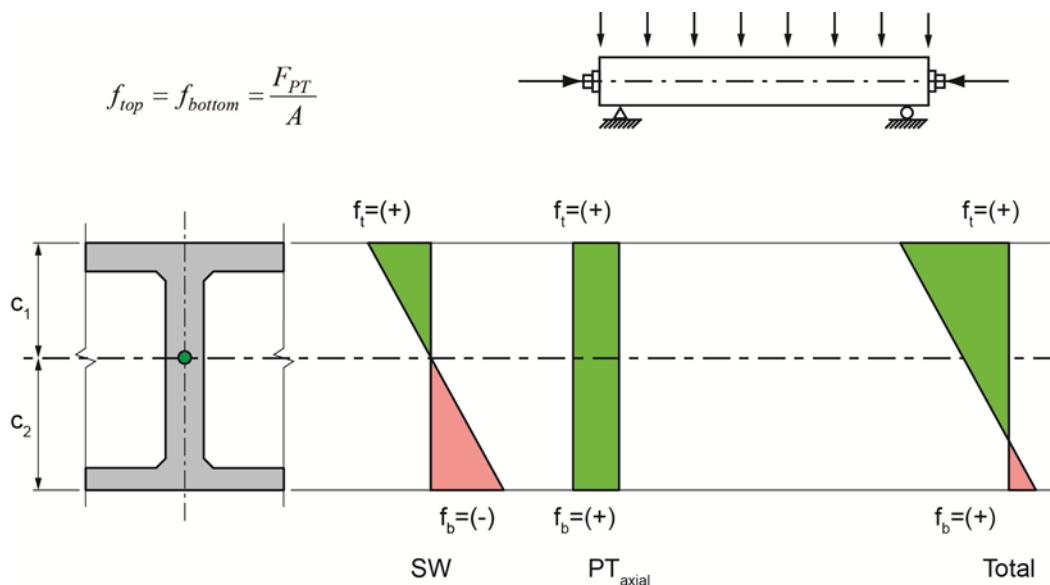 f_top = f_bottom = F_PT / A
f_t=(+) f_t=(+) f_t=(+)
c_1
c_2
f_b=(-) f_b=(+) f_b=(+)
SW PT_axial Total